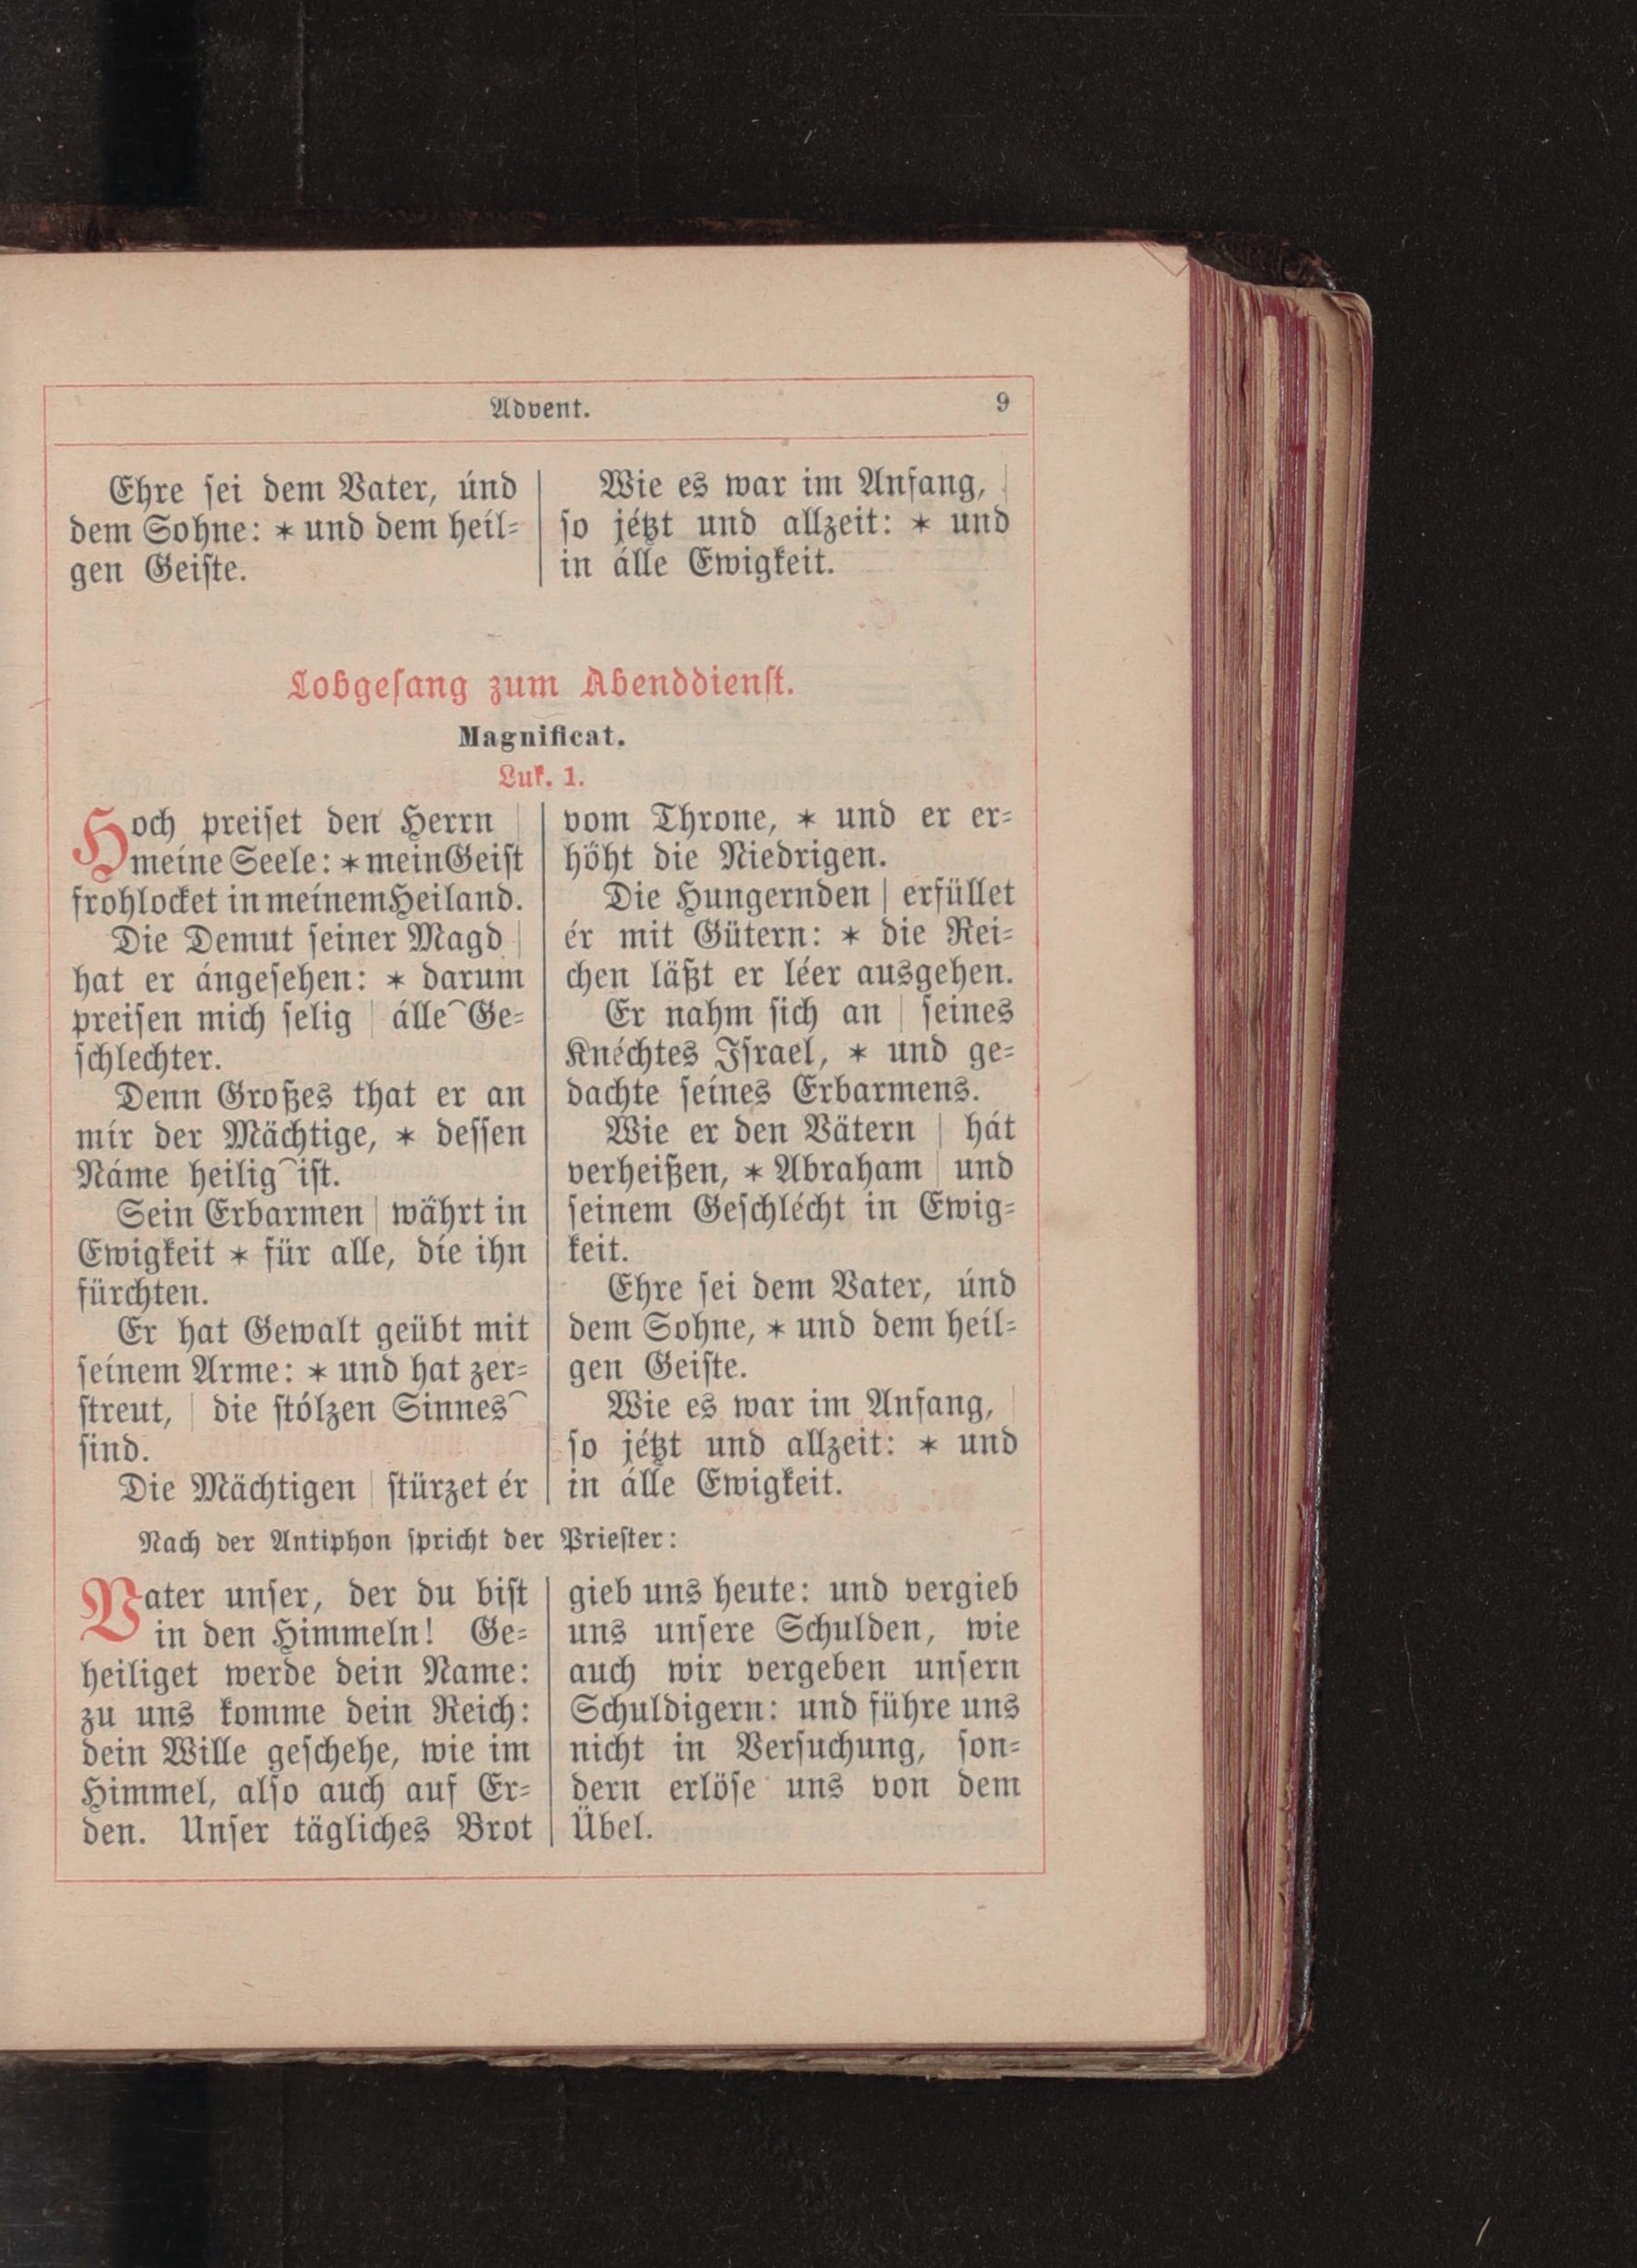 Advent. 9
Ehre sei dem Vater, únd
dem Sohne: * und dem heíl=
gen Geiste.
Wie es war im Anfang, |
so jétzt und allzeit: * und
in álle Ewigkeit.
Lobgesang zum Abenddienst.
Magnificat.
Luk. 1.
Hoch preiset den Herrn |
meine Seele: * mein Geist
frohlocket in meínem Heiland.
Die Demut seiner Magd |
hat er ángesehen: * darum
preisen mich selig | álle⁀Ge=
schlechter.
Denn Großes that er an
mír der Mächtige, * dessen
Náme heilig⁀ist.
Sein Erbarmen | währt in
Ewigkeit * für alle, díe ihn
fürchten.
Er hat Gewalt geübt mit
seinem Arme: * und hat zer=
streut, | die stólzen Sinnes⁀
sind.
Die Mächtigen | stürzet ér
vom Throne, * und er er=
höht die Niedrigen.
Die Hungernden | erfüllet
ér mit Gütern: * die Rei=
chen läßt er léer ausgehen.
Er nahm sich an | seines
Knéchtes Israel, * und ge=
dachte seínes Erbarmens.
Wie er den Vätern | hát
verheißen, * Abraham | und
seinem Geschlécht in Ewig=
keit.
Ehre sei dem Vater, únd
dem Sohne, * und dem heíl=
gen Geiste.
Wie es war im Anfang, |
so jétzt und allzeit: * und
in álle Ewigkeit.
Nach der Antiphon spricht der Priester:
Vater unser, der du bist
in den Himmeln! Ge=
heiliget werde dein Name:
zu uns komme dein Reich:
dein Wille geschehe, wie im
Himmel, also auch auf Er=
den. Unser tägliches Brot
gieb uns heute: und vergieb
uns unsere Schulden, wie
auch wir vergeben unsern
Schuldigern: und führe uns
nicht in Versuchung, son=
dern erlöse uns von dem
Übel.